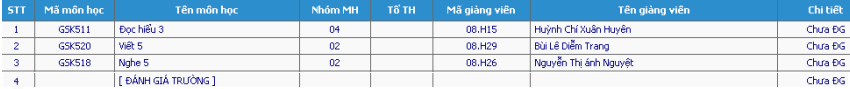 STT Mã môn học Tên môn học Nhóm MH Tổ TH Mã giảng viên Tên giảng viên Chi tiết
1 GSK511 Đọc hiểu 3 04 08.H15 Huỳnh Chí Xuân Huyên Chưa ĐG
2 GSK520 Viết 5 02 08.H29 Bùi Lê Diễm Trang Chưa ĐG
3 GSK518 Nghe 5 02 08.H26 Nguyễn Thị ánh Nguyệt Chưa ĐG
4 [ ĐÁNH GIÁ TRƯỜNG ] Chưa ĐG